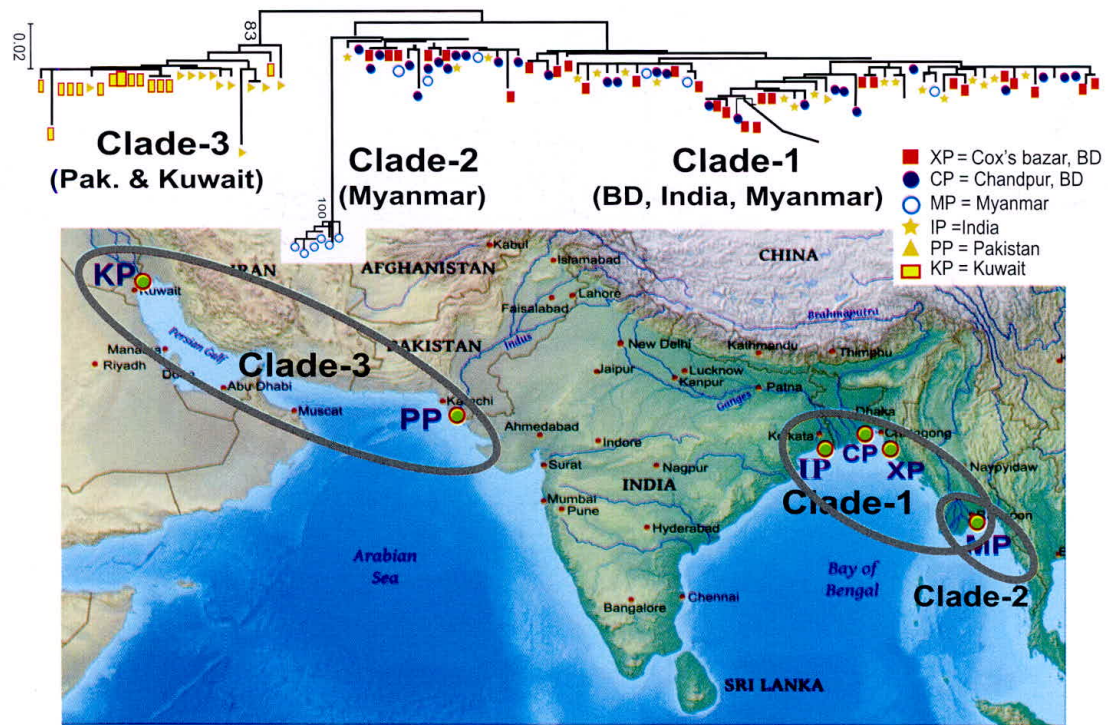 0.02
83
100
Clade-3
(Pak. & Kuwait)
Clade-2
(Myanmar)
Clade-1
(BD, India, Myanmar)
XP = Cox's bazar, BD
CP = Chandpur, BD
MP = Myanmar
IP =India
PP = Pakistan
KP = Kuwait
KP
Kuwait
IRAN
AFGHANISTAN
Kabul
Islamabad
CHINA
Faisalabad
Lahore
Indus
Brahmaputra
PAKISTAN
Persian Gulf
Clade-3
New Delhi
Kathmandu
Thimphu
Riyadh
Abu Dhabi
Jaipur
Lucknow
Kanpur
Patna
Ganges
Muscat
PP
Karachi
Dhaka
Ahmedabad
Indore
Kolkata
IP
CP
XP
Surat
Nagpur
Naypyidaw
INDIA
Clade-1
Mumbai
Pune
Hyderabad
MP
Arabian
Sea
Bay of
Bengal
Clade-2
Bangalore
Chennai
SRI LANKA